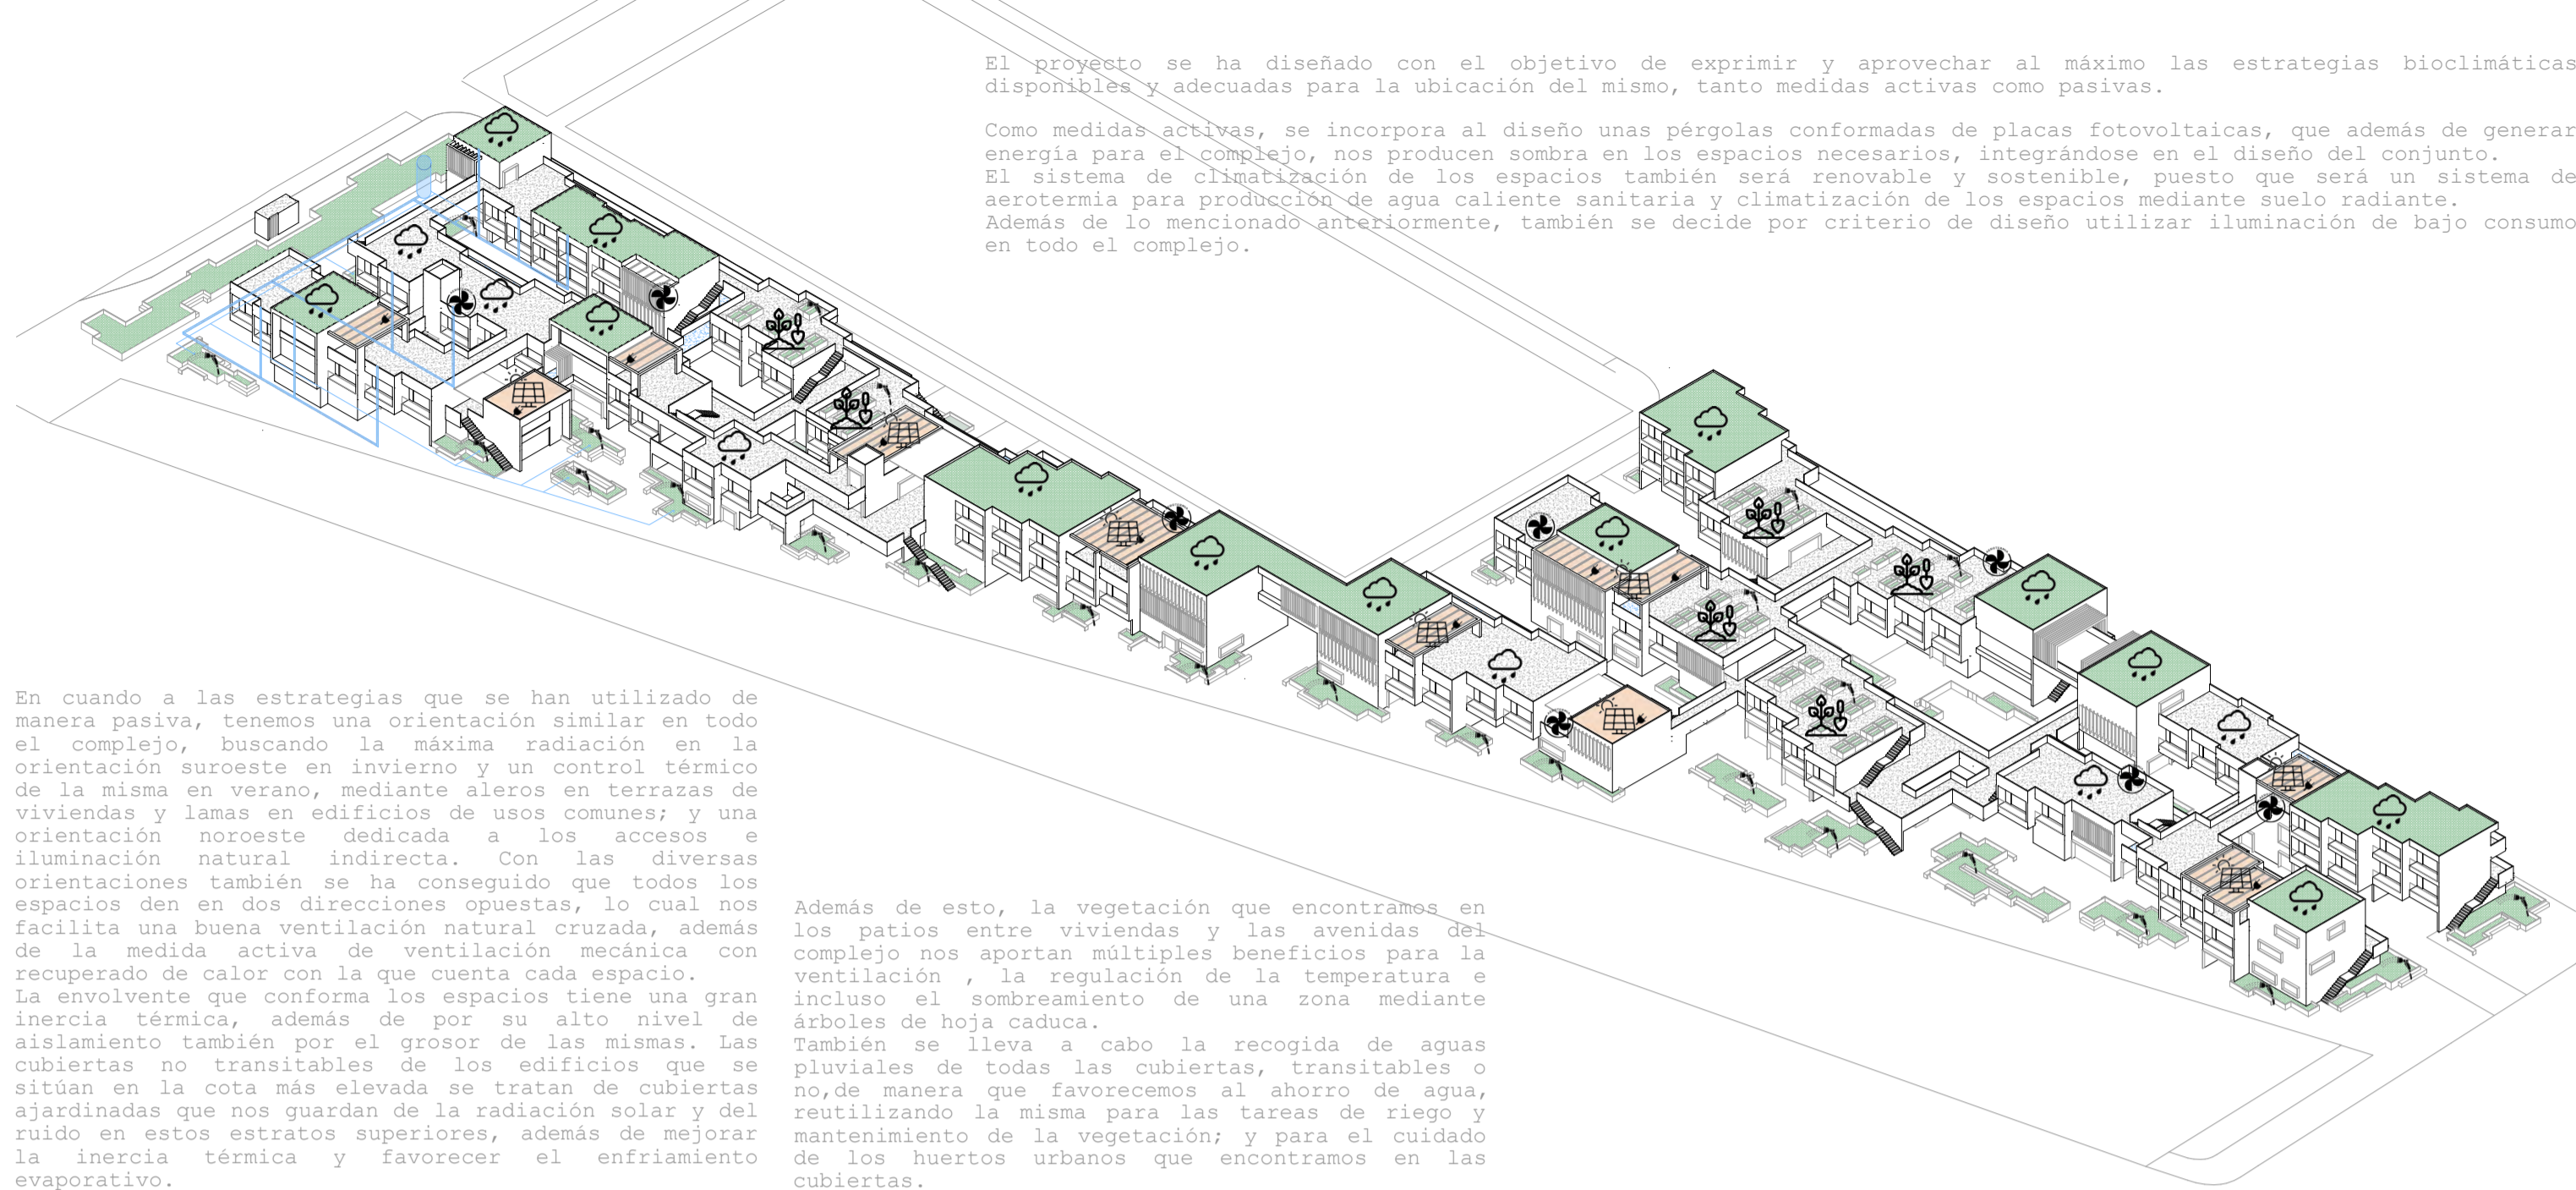 El proyecto se ha diseñado con el objetivo de exprimir y aprovechar al máximo las estrategias bioclimáticas
disponibles y adecuadas para la ubicación del mismo, tanto medidas activas como pasivas.
Como medidas activas, se incorpora al diseño unas pérgolas conformadas de placas fotovoltaicas, que además de generar
energía para el complejo, nos producen sombra en los espacios necesarios, integrándose en el diseño del conjunto.
El sistema de climatización de los espacios también será renovable y sostenible, puesto que será un sistema de
aerotermia para producción de agua caliente sanitaria y climatización de los espacios mediante suelo radiante.
Además de lo mencionado anteriormente, también se decide por criterio de diseño utilizar iluminación de bajo consumo
en todo el complejo.
En cuando a las estrategias que se han utilizado de
manera pasiva, tenemos una orientación similar en todo
el complejo, buscando la máxima radiación en la
orientación suroeste en invierno y un control térmico
de la misma en verano, mediante aleros en terrazas de
viviendas y lamas en edificios de usos comunes; y una
orientación noroeste dedicada a los accesos e
iluminación natural indirecta. Con las diversas
orientaciones también se ha conseguido que todos los
espacios den en dos direcciones opuestas, lo cual nos
facilita una buena ventilación natural cruzada, además
de la medida activa de ventilación mecánica con
recuperado de calor con la que cuenta cada espacio.
La envolvente que conforma los espacios tiene una gran
inercia térmica, además de por su alto nivel de
aislamiento también por el grosor de las mismas. Las
cubiertas no transitables de los edificios que se
sitúan en la cota más elevada se tratan de cubiertas
ajardinadas que nos guardan de la radiación solar y del
ruido en estos estratos superiores, además de mejorar
la inercia térmica y favorecer el enfriamiento
evaporativo.
Además de esto, la vegetación que encontramos en
los patios entre viviendas y las avenidas del
complejo nos aportan múltiples beneficios para la
ventilación , la regulación de la temperatura e
incluso el sombreamiento de una zona mediante
árboles de hoja caduca.
También se lleva a cabo la recogida de aguas
pluviales de todas las cubiertas, transitables o
no,de manera que favorecemos al ahorro de agua,
reutilizando la misma para las tareas de riego y
mantenimiento de la vegetación; y para el cuidado
de los huertos urbanos que encontramos en las
cubiertas.